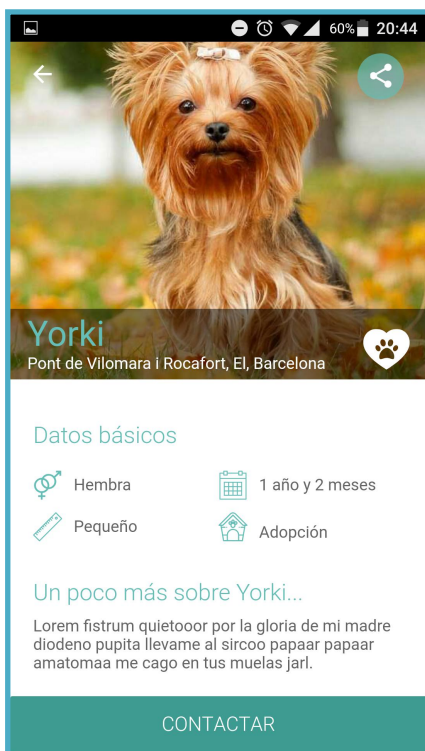 60% 20:44
Yorki
Pont de Vilomara i Rocafort, El, Barcelona
Datos básicos
Hembra
1 año y 2 meses
Pequeño
Adopción
Un poco más sobre Yorki...
Lorem fistrum quietooor por la gloria de mi madre
diodeno pupita llevame al sircoo papaar papaar
amatomaa me cago en tus muelas jarl.
CONTACTAR